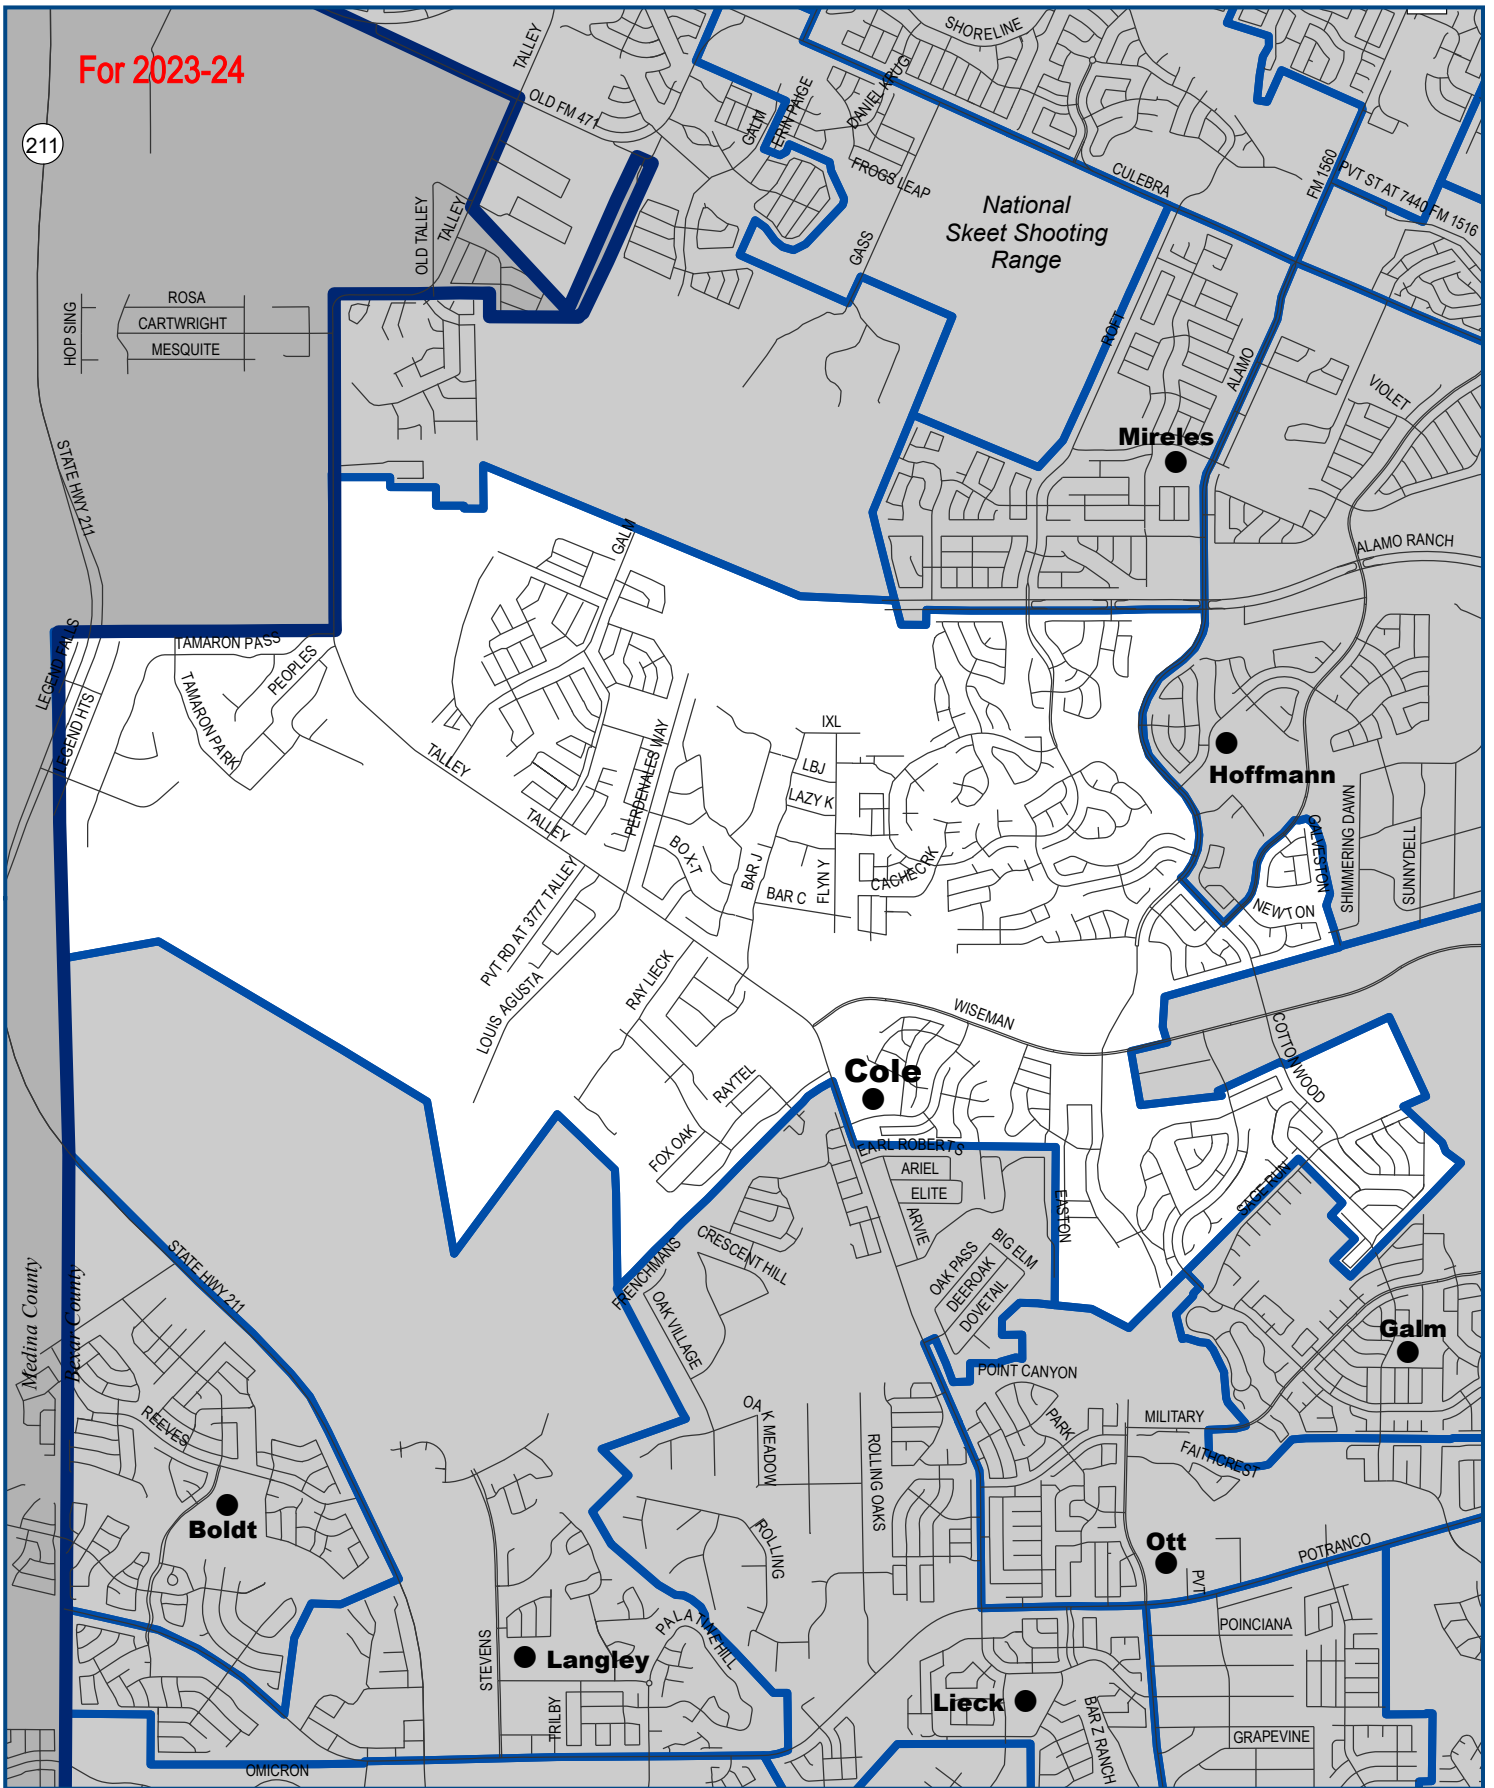 For 2023-24
211
SHORELINE
TALLEY
OLD FM 471
GALM
ERIN PAIGE
DANIEL KRUG
FROGS LEAP
CULEBRA
FM 1560
PVT ST AT 7440 FM 1516
National
Skeet Shooting
Range
OLD TALLEY
TALLEY
GASS
ROSA
CARTWRIGHT
MESQUITE
HOP SING
ROFT
ALAMO
VIOLET
Mireles
STATE HWY 211
GALM
ALAMO RANCH
LEGEND FALLS
TAMARON PASS
PEOPLES
TAMARON PARK
LEGEND HTS
TALLEY
IXL
LBJ
LAZY K
PERDENALES WAY
TALLEY
BOX-T
BAR J
BAR C
FLYN Y
CACHE CRK
Hoffmann
GALVESTON
SHIMMERING DAWN
SUNNYDELL
NEWTON
PVT RD AT 3777 TALLEY
LOUIS AGUSTA
RAY LIECK
WISEMAN
COTTONWOOD
Cole
RAYTEL
FOX OAK
EARL ROBERTS
ARIEL
ELITE
ARVIE
EASTON
SAGE RUN
CRESCENT HILL
FRENCHMANS
OAK VILLAGE
OAK PASS
BIG ELM
DEEROAK
DOVETAIL
STATE HWY 211
Medina County
Bexar County
Galm
POINT CANYON
PARK
MILITARY
FAITHCREST
OAK MEADOW
ROLLING OAKS
REEVES
Boldt
ROLLING
Ott
PVT
POTRANCO
POINCIANA
PALATINE HILL
STEVENS
Langley
TRILBY
Lieck
BAR Z RANCH
GRAPEVINE
OMICRON